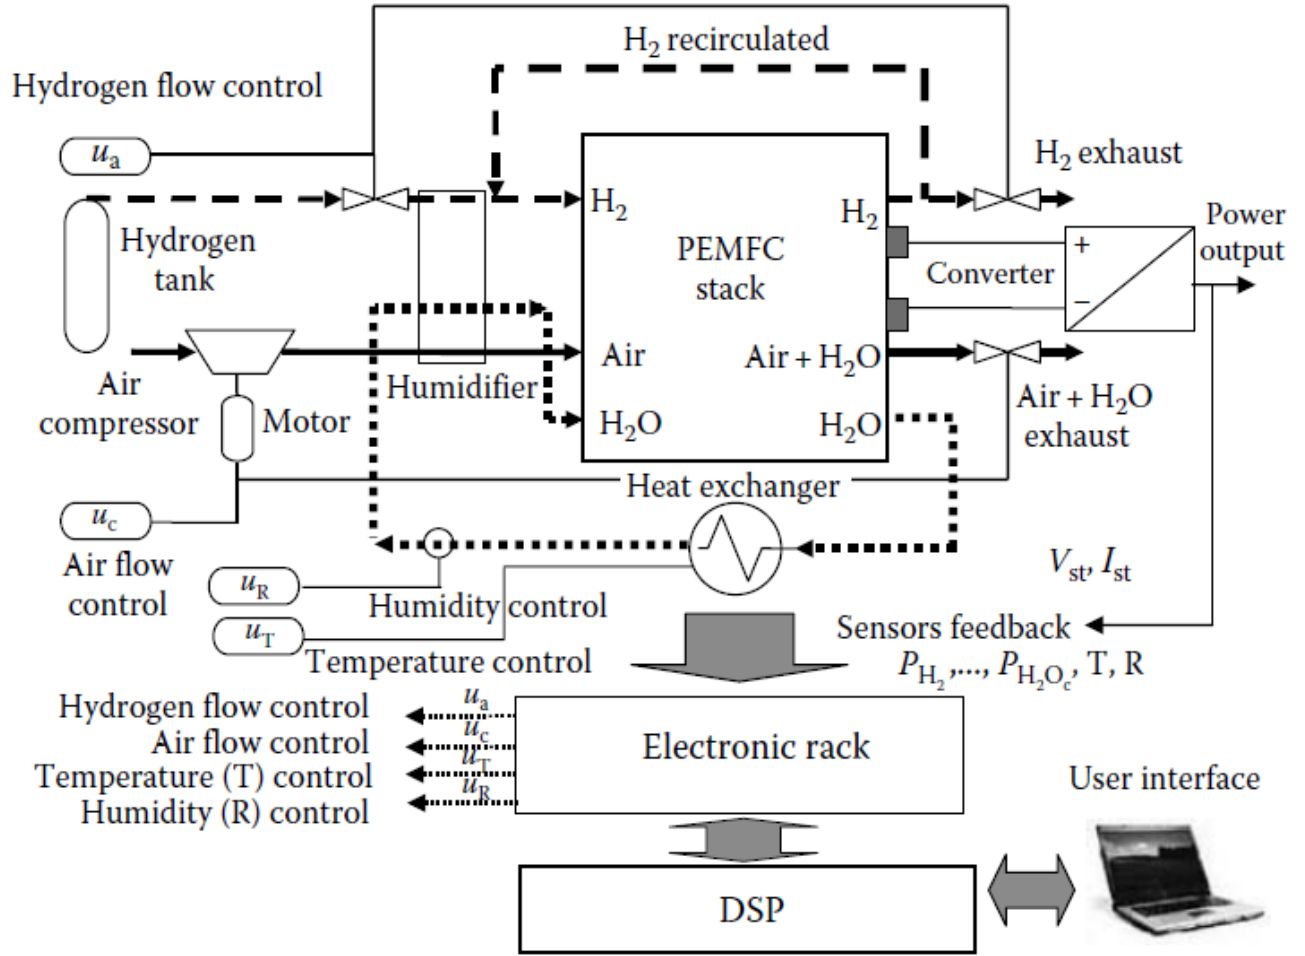 H2 recirculated
Hydrogen flow control
ua
H2 exhaust
H2
H2
Power
output
Hydrogen
tank
PEMFC
stack
Converter
+
−
Air
Air + H2O
Humidifier
Air
compressor
Motor
H2O
H2O
Air + H2O
exhaust
Heat exchanger
uc
Air flow
control
Vst, Ist
uR
Humidity control
uT
Sensors feedback
Temperature control
PH2,..., PH2Oc, T, R
Hydrogen flow control
ua
Air flow control
uc
Temperature (T) control
uT
Humidity (R) control
uR
Electronic rack
User interface
DSP